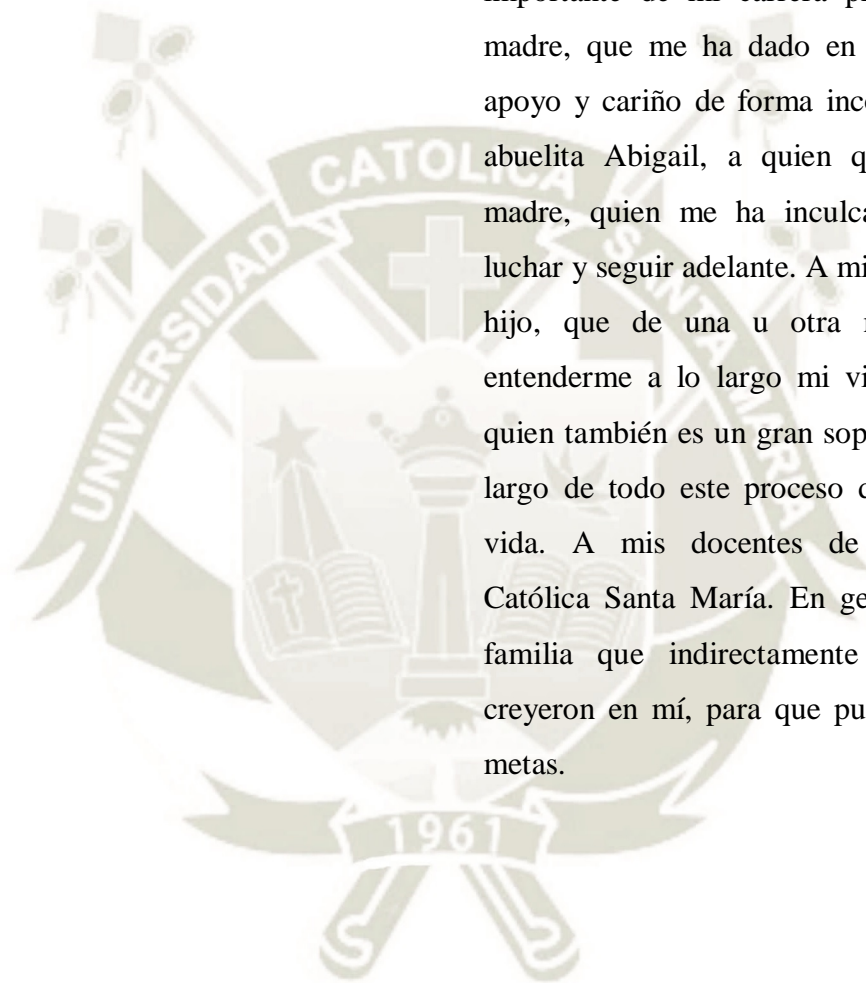 importante de mi carrera p
madre, que me ha dado en
apoyo y cariño de forma inc
abuelita Abigail, a quien q
madre, quien me ha inculca
luchar y seguir adelante. A mi
hijo, que de una u otra
entenderme a lo largo mi vi
quien también es un gran sop
largo de todo este proceso
vida. A mis docentes de
Católica Santa María. En ge
familia que indirectamente
creyeron en mí, para que pu
metas.
UNIVERSIDAD CATOLICA SANTA MARIA
1961